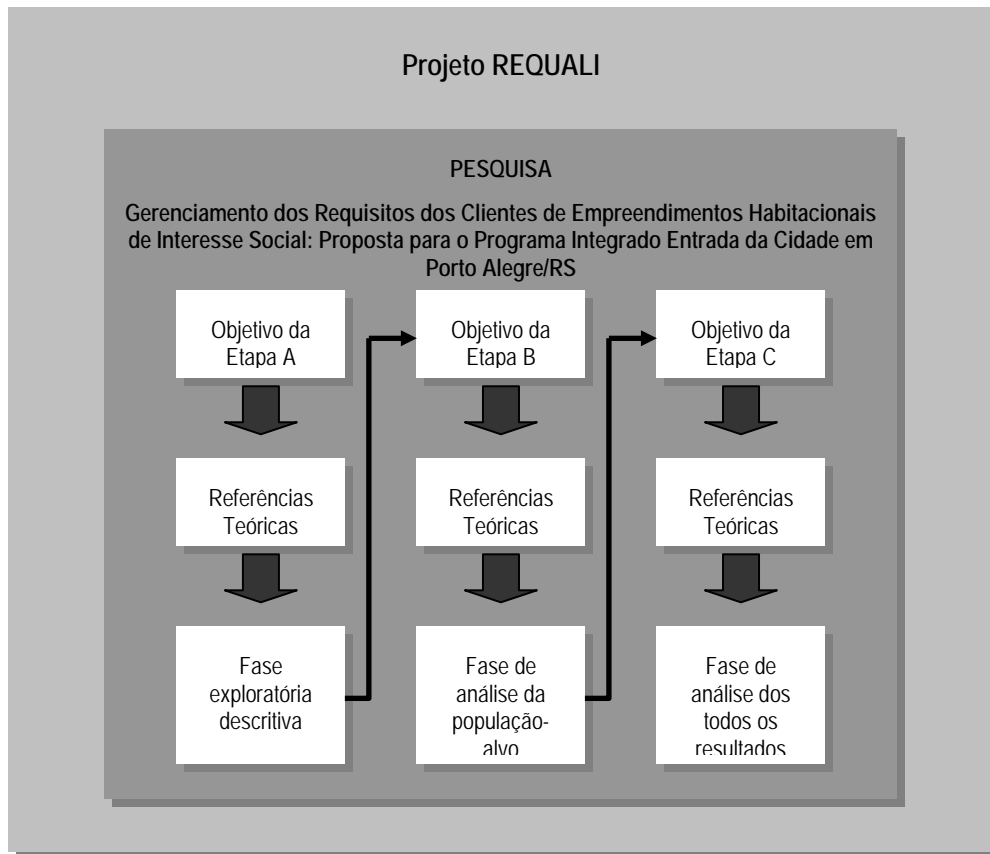 Projeto REQUALI
PESQUISA
Gerenciamento dos Requisitos dos Clientes de Empreendimentos Habitacionais
de Interesse Social: Proposta para o Programa Integrado Entrada da Cidade em
Porto Alegre/RS
Objetivo da
Etapa A
Referências
Teóricas
Fase
exploratória
descritiva
Objetivo da
Etapa B
Referências
Teóricas
Fase de
análise da
população-
alvo
Objetivo da
Etapa C
Referências
Teóricas
Fase de
análise dos
todos os
resultados